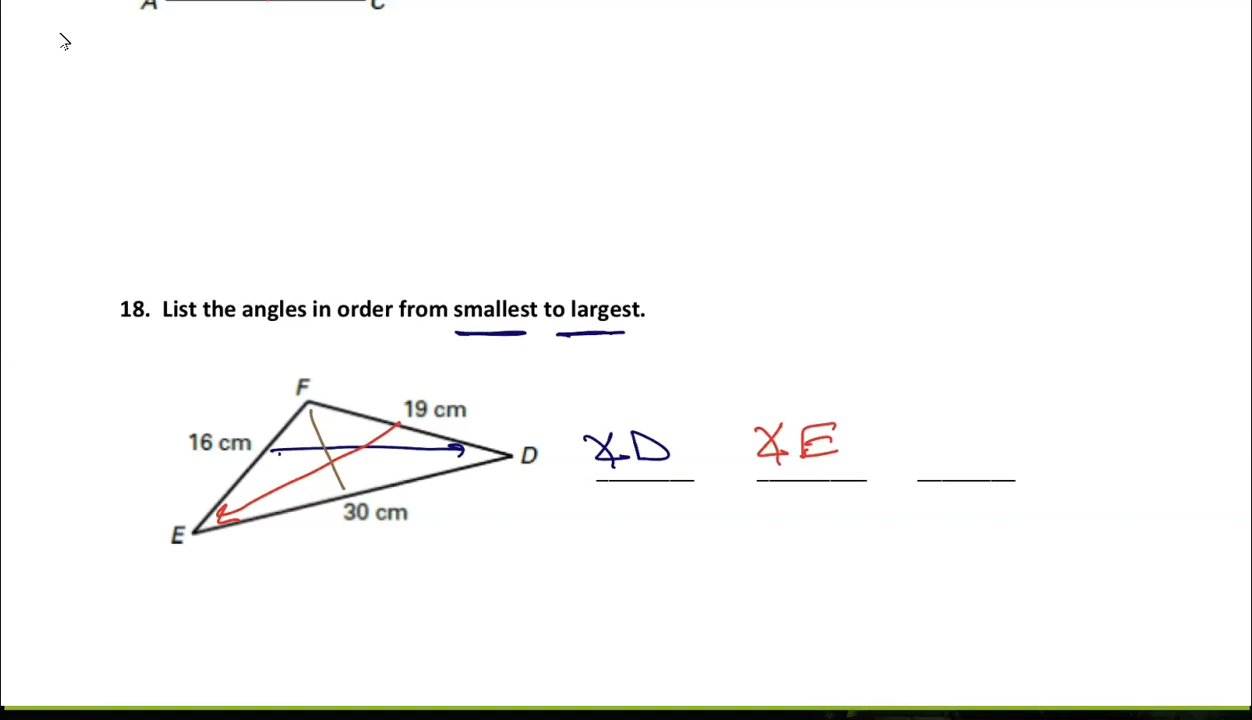 A C
18. List the angles in order from smallest to largest.
F
19 cm
16 cm
D
∡D ∡E
30 cm
E